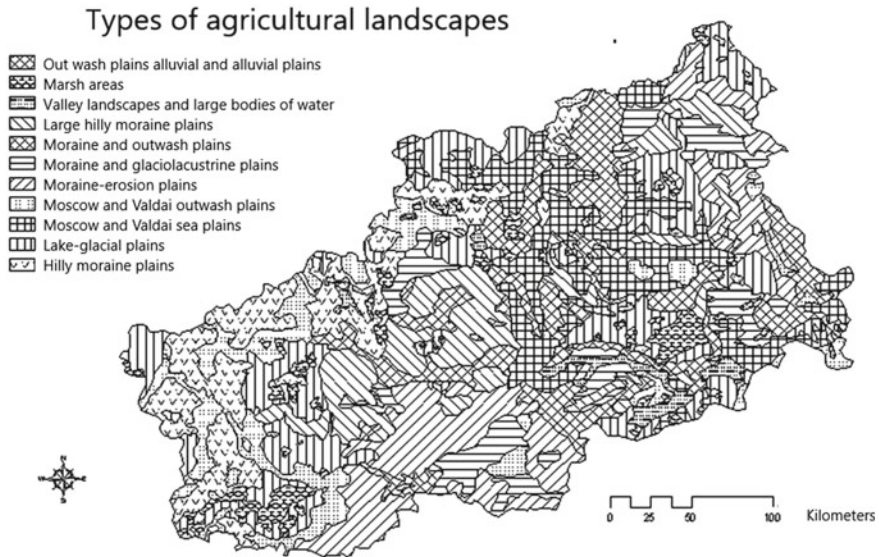 Types of agricultural landscapes
Out wash plains alluvial and alluvial plains
Marsh areas
Valley landscapes and large bodies of water
Large hilly moraine plains
Moraine and outwash plains
Moraine and glaciolacustrine plains
Moraine-erosion plains
Moscow and Valdai outwash plains
Moscow and Valdai sea plains
Lake-glacial plains
Hilly moraine plains
N
W E
S
0 25 50 100 Kilometers